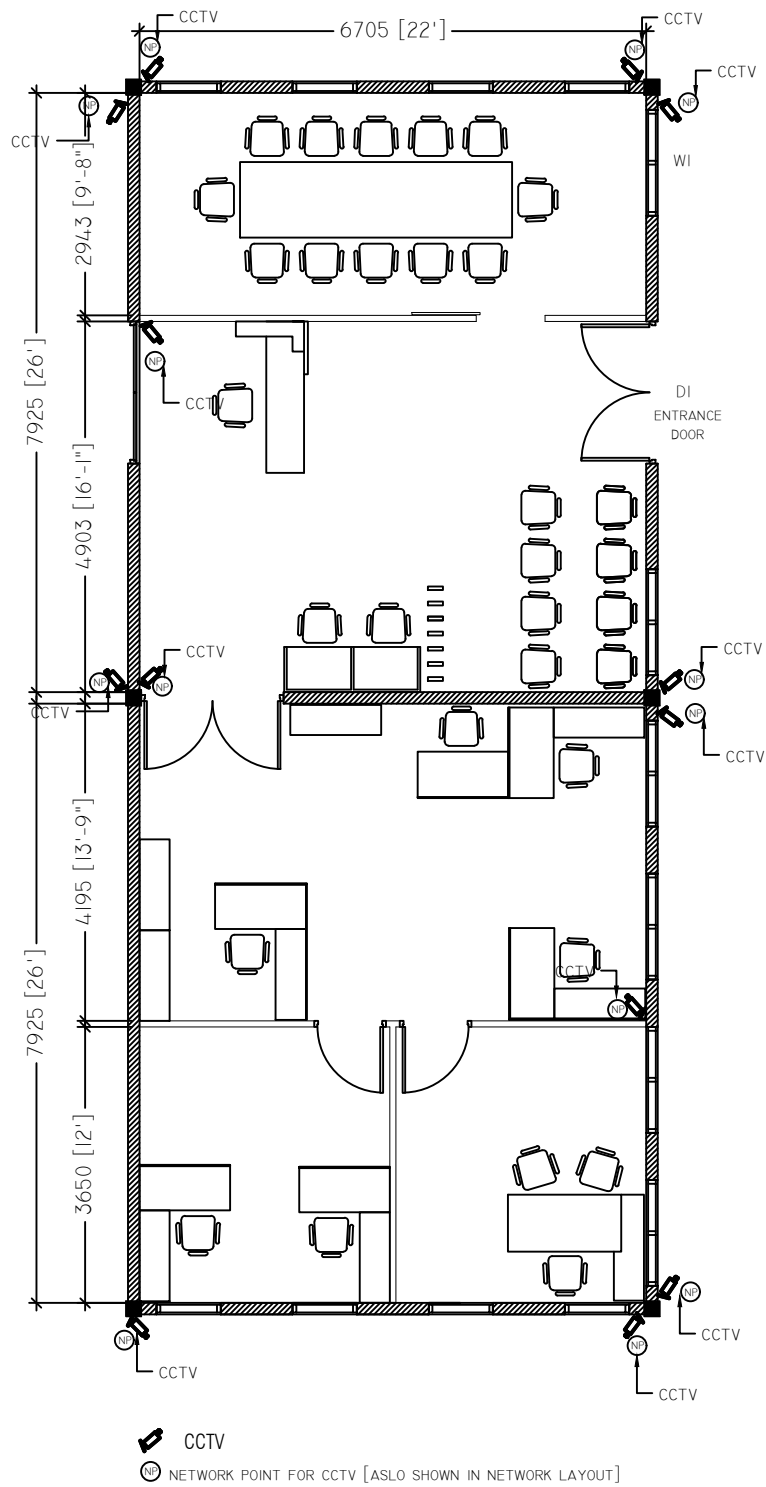 CCTV
CCTV
6705 [22']
NP
NP
CCTV
NP
NP
CCTV
WI
2943 [9'-8"]
7925 [26']
NP
CCTV
DI
ENTRANCE
DOOR
4903 [16'-1"]
CCTV
CCTV
NP
NP
NP
CCTV
NP
CCTV
4195 [13'-9"]
7925 [26']
CCTV
NP
3650 [12']
NP
CCTV
NP
NP
CCTV
CCTV
CCTV
NP NETWORK POINT FOR CCTV [ASLO SHOWN IN NETWORK LAYOUT]